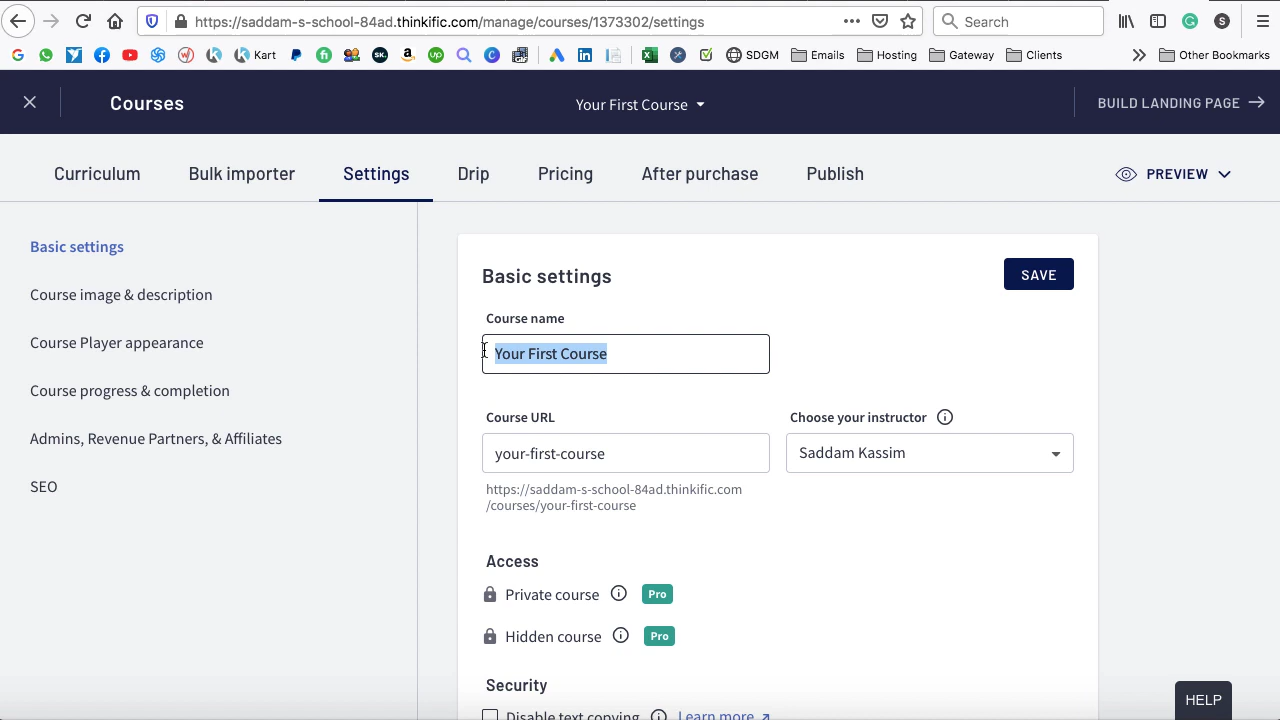 https://saddam-s-school-84ad.thinkific.com/manage/courses/1373302/settings
Search
S
G
Kart
SDGM
Emails
Hosting
Gateway
Clients
Other Bookmarks
Courses
Your First Course
BUILD LANDING PAGE
Curriculum
Bulk importer
Settings
Drip
Pricing
After purchase
Publish
PREVIEW
Basic settings
Course image & description
Course Player appearance
Course progress & completion
Admins, Revenue Partners, & Affiliates
SEO
Basic settings
SAVE
Course name
Your First Course
Course URL
Choose your instructor
your-first-course
Saddam Kassim
https://saddam-s-school-84ad.thinkific.com
/courses/your-first-course
Access
Private course
Pro
Hidden course
Pro
Security
Disable text copying
Learn more
HELP